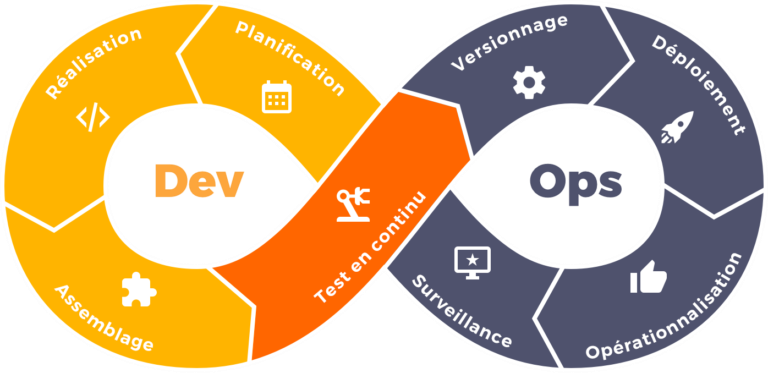 Réalisation
Planification
Versionnage
Déploiement
Dev
Ops
Test en continu
Assemblage
Surveillance
Opérationnalisation